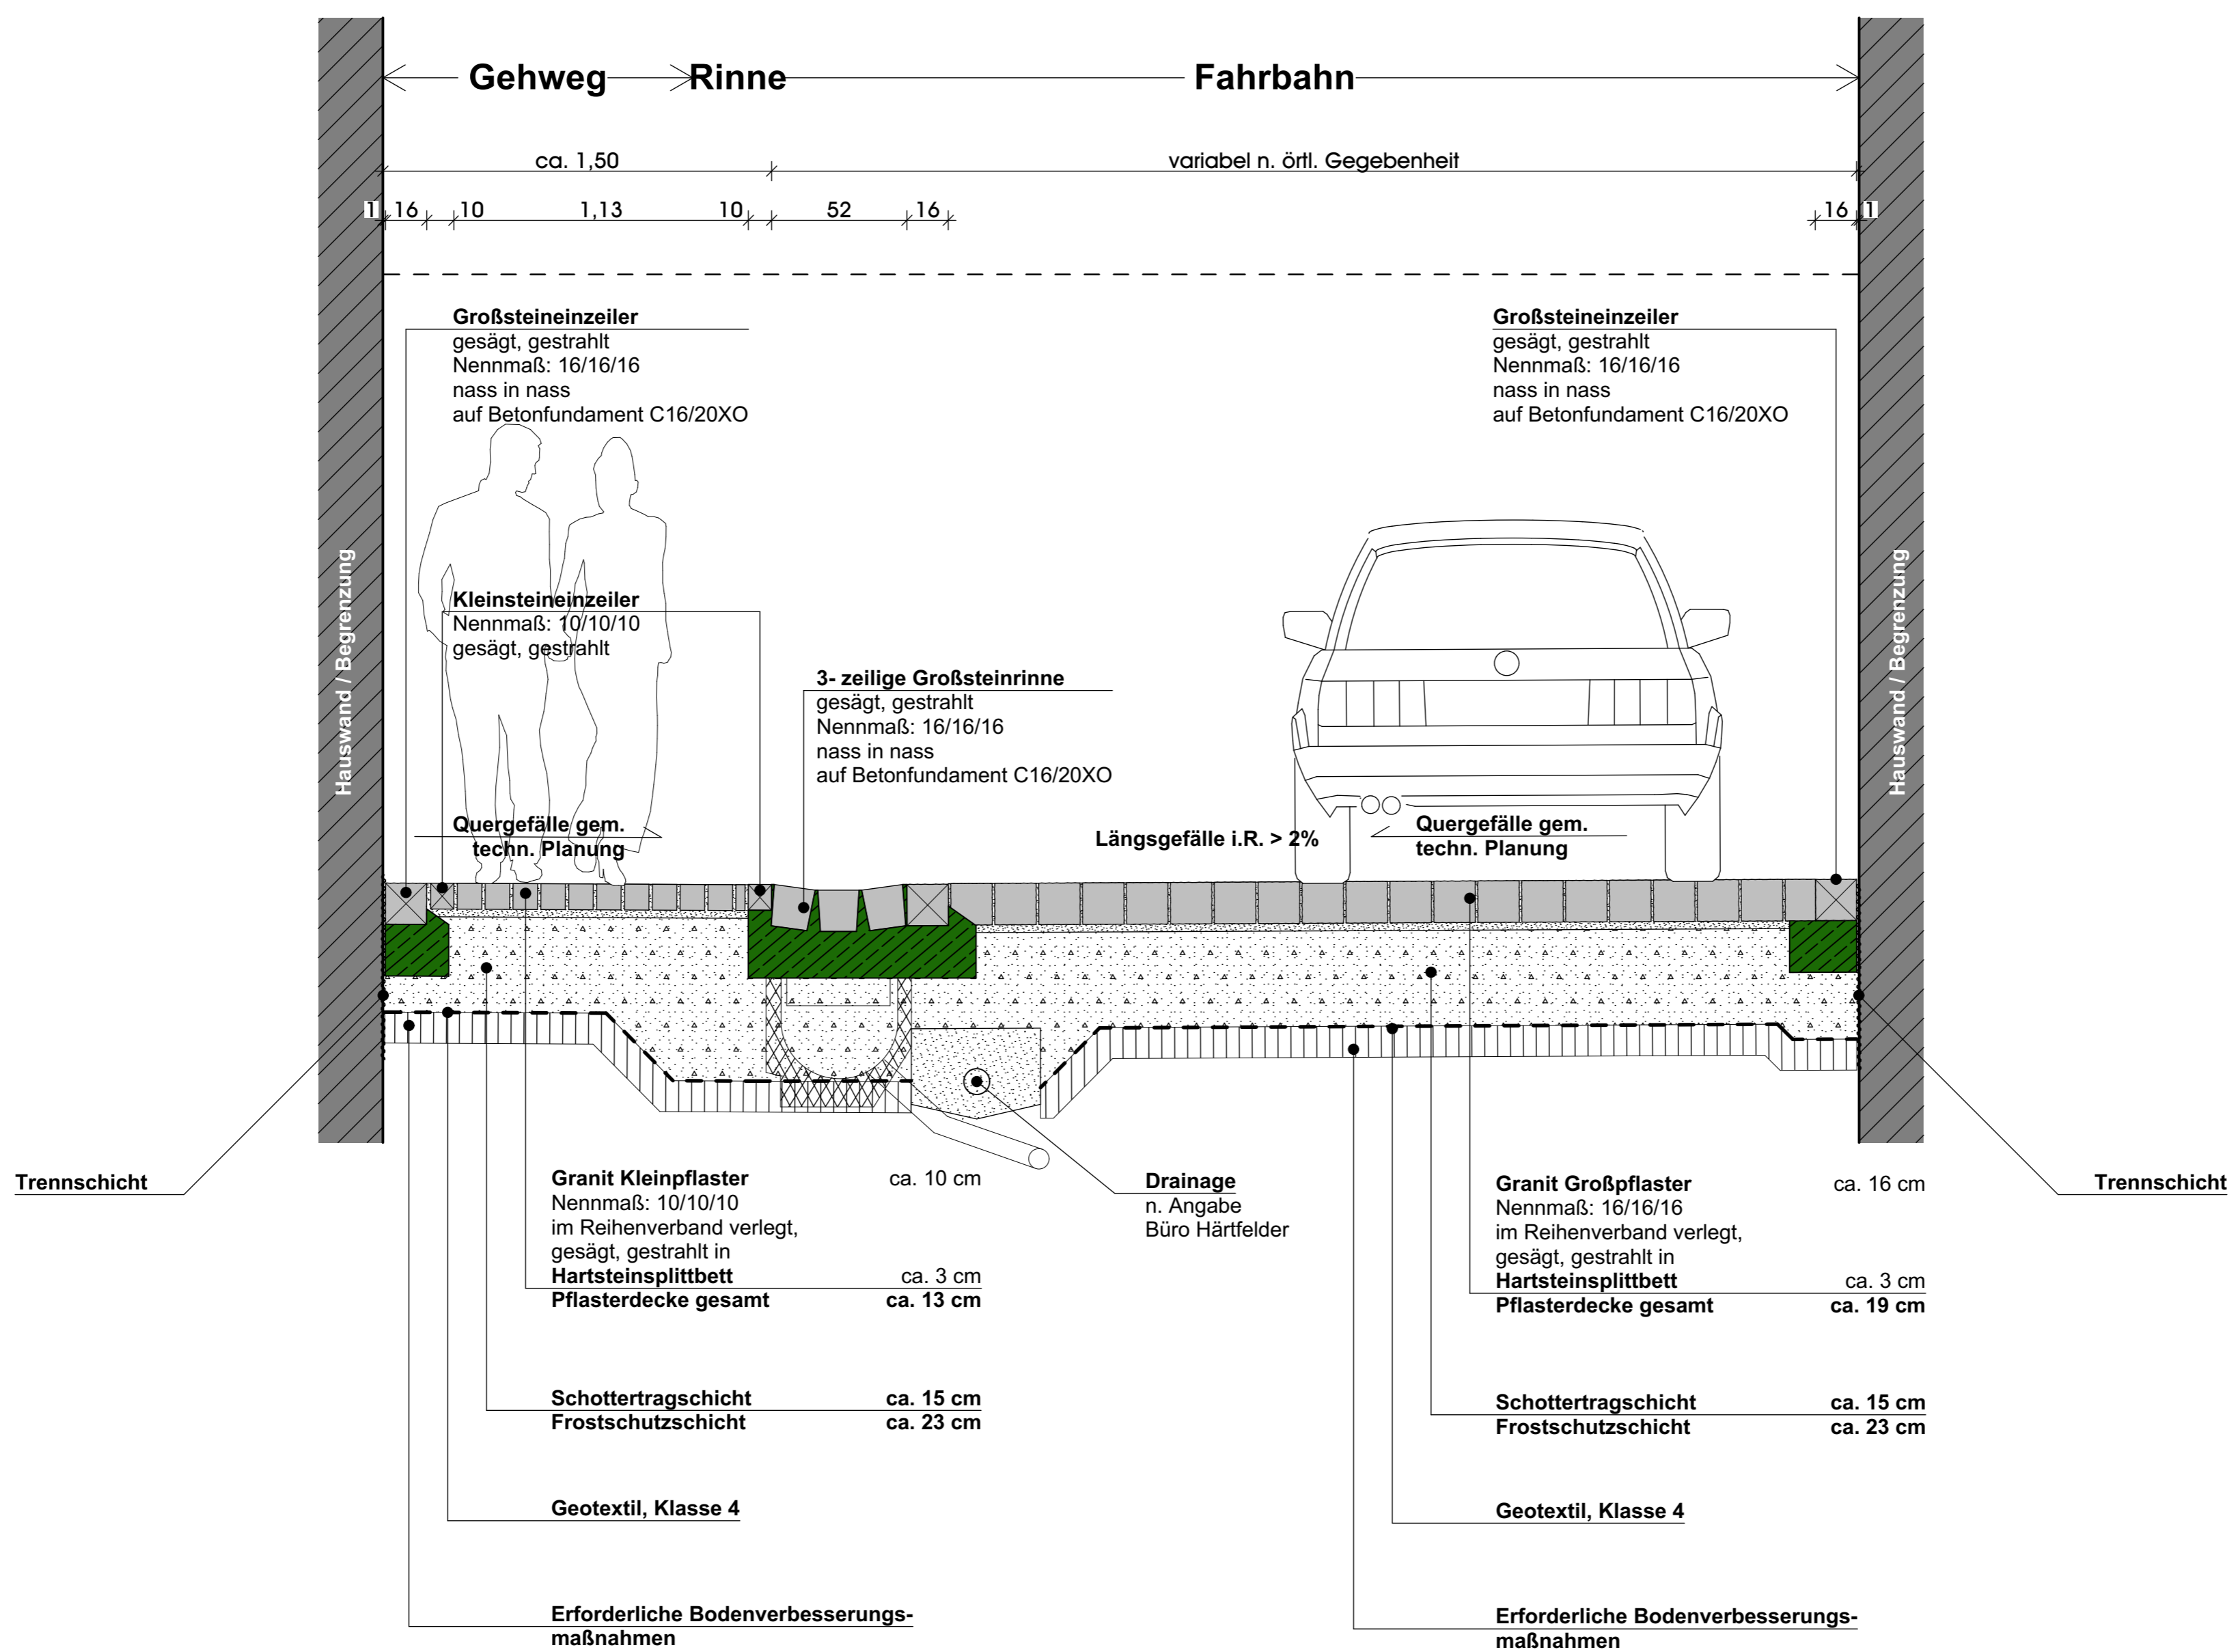 Gehweg Rinne Fahrbahn
ca. 1,50 variabel n. örtl. Gegebenheit
1 16 10 1,13 10 52 16 16 1
Großsteineinzeiler
gesägt, gestrahlt
Nennmaß: 16/16/16
nass in nass
auf Betonfundament C16/20XO
Großsteineinzeiler
gesägt, gestrahlt
Nennmaß: 16/16/16
nass in nass
auf Betonfundament C16/20XO
Hauswand / Begrenzung
Kleinsteineinzeiler
Nennmaß: 10/10/10
gesägt, gestrahlt
3- zeilige Großsteinrinne
gesägt, gestrahlt
Nennmaß: 16/16/16
nass in nass
auf Betonfundament C16/20XO
Hauswand / Begrenzung
Quergefälle gem.
techn. Planung
Längsgefälle i.R. > 2%
Quergefälle gem.
techn. Planung
Trennschicht
Granit Kleinpflaster ca. 10 cm
Nennmaß: 10/10/10
im Reihenverband verlegt,
gesägt, gestrahlt in
Hartsteinsplittbett ca. 3 cm
Pflasterdecke gesamt ca. 13 cm
Schottertragschicht ca. 15 cm
Frostschutzschicht ca. 23 cm
Geotextil, Klasse 4
Erforderliche Bodenverbesserungs-
maßnahmen
Drainage
n. Angabe
Büro Härtfelder
Granit Großpflaster ca. 16 cm
Nennmaß: 16/16/16
im Reihenverband verlegt,
gesägt, gestrahlt in
Hartsteinsplittbett ca. 3 cm
Pflasterdecke gesamt ca. 19 cm
Schottertragschicht ca. 15 cm
Frostschutzschicht ca. 23 cm
Geotextil, Klasse 4
Erforderliche Bodenverbesserungs-
maßnahmen
Trennschicht